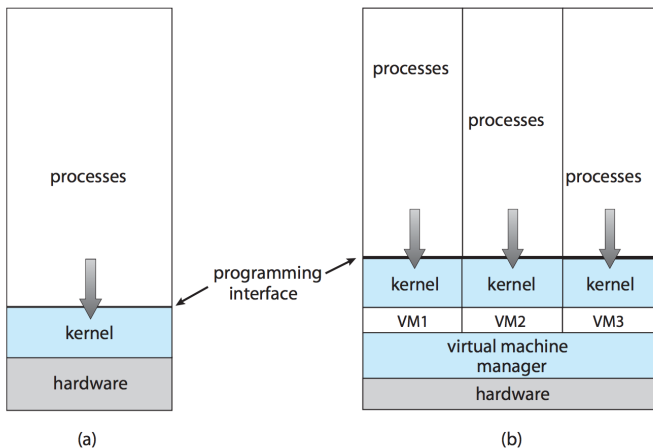 processes
kernel
hardware
(a)
programming
interface
processes
processes
processes
kernel kernel kernel
VM1 VM2 VM3
virtual machine
manager
hardware
(b)